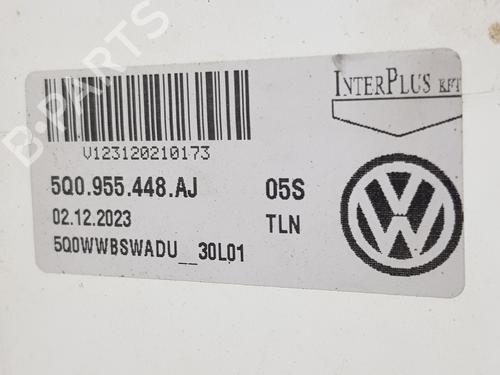 B-PARTS
INTERPLUS KFT
V123120210173
5Q0.955.448.AJ 05S
02.12.2023 TLN
5Q0WWBSWADU__30L01